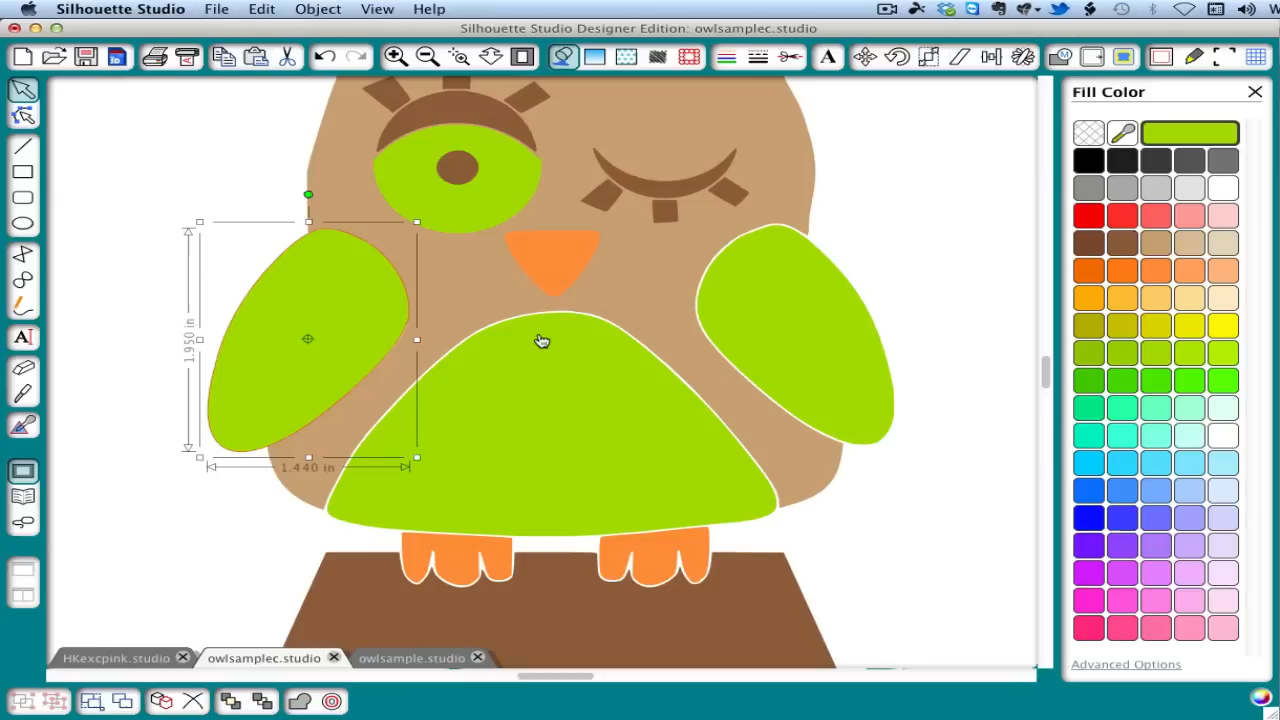 Silhouette Studio File Edit Object View Help
Silhouette Studio Designer Edition: owlsamplec.studio
Fill Color
1.950 in
1.440 in
HKexcpink.studio owlsamplec.studio owlsample.studio
Advanced Options